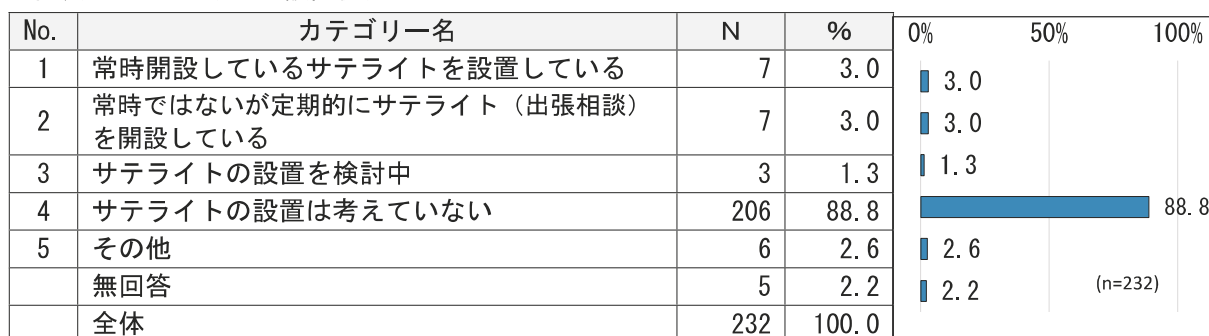 No. カテゴリー名 N % 0% 50% 100%
1 常時開設しているサテライトを設置している 7 3.0 3.0
2 常時ではないが定期的にサテライト（出張相談）
を開設している 7 3.0 3.0
3 サテライトの設置を検討中 3 1.3 1.3
4 サテライトの設置は考えていない 206 88.8 88.8
5 その他 6 2.6 2.6
無回答 5 2.2 2.2 (n=232)
全体 232 100.0